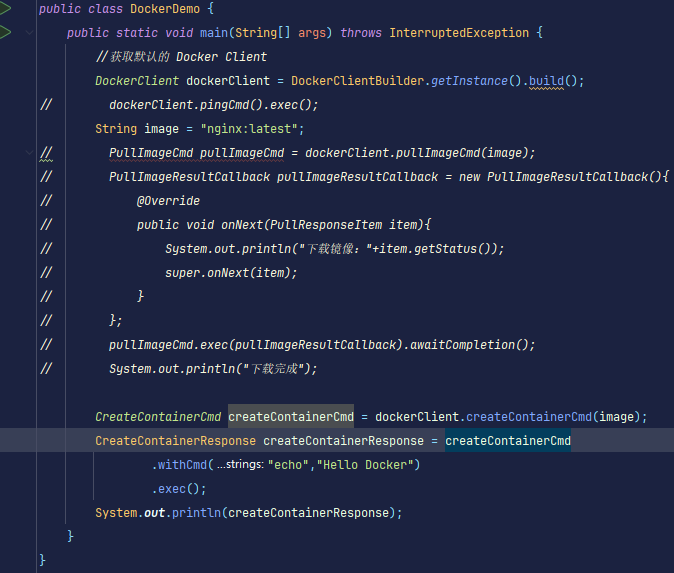 public class DockerDemo {
public static void main(String[] args) throws InterruptedException {
//获取默认的 Docker Client
DockerClient dockerClient = DockerClientBuilder.getInstance().build();
// dockerClient.pingCmd().exec();
String image = "nginx:latest";
// PullImageCmd pullImageCmd = dockerClient.pullImageCmd(image);
// PullImageResultCallback pullImageResultCallback = new PullImageResultCallback(){
// @Override
// public void onNext(PullResponseItem item){
// System.out.println("下载镜像："+item.getStatus());
// super.onNext(item);
// }
// };
// pullImageCmd.exec(pullImageResultCallback).awaitCompletion();
// System.out.println("下载完成");
CreateContainerCmd createContainerCmd = dockerClient.createContainerCmd(image);
CreateContainerResponse createContainerResponse = createContainerCmd
.withCmd( …strings: "echo","Hello Docker")
.exec();
System.out.println(createContainerResponse);
}
}